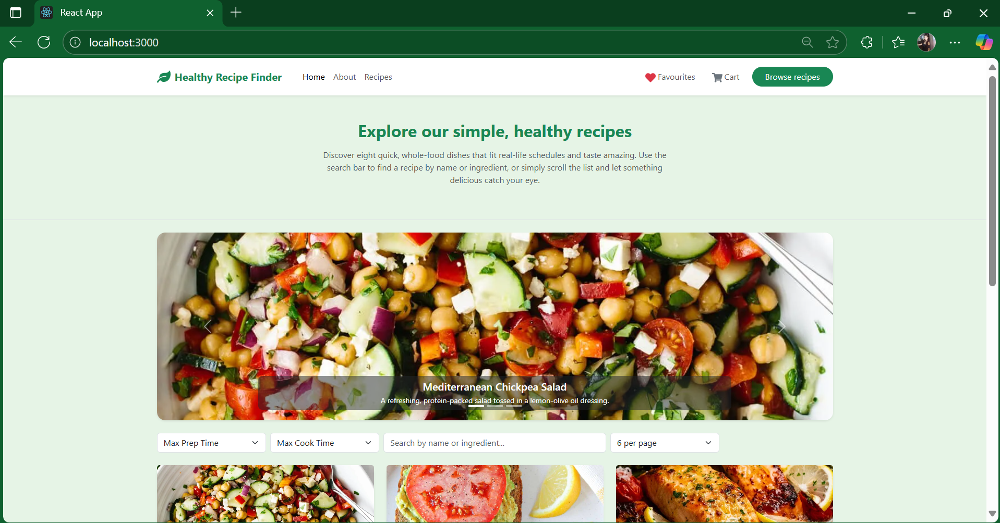 React App
localhost:3000
Healthy Recipe Finder
Home
About
Recipes
Favourites
Cart
Browse recipes
Explore our simple, healthy recipes
Discover eight quick, whole-food dishes that fit real-life schedules and taste amazing. Use the
search bar to find a recipe by name or ingredient, or simply scroll the list and let something
delicious catch your eye.
Mediterranean Chickpea Salad
A refreshing, protein-packed salad tossed in a lemon-olive oil dressing.
Max Prep Time
Max Cook Time
Search by name or ingredient...
6 per page